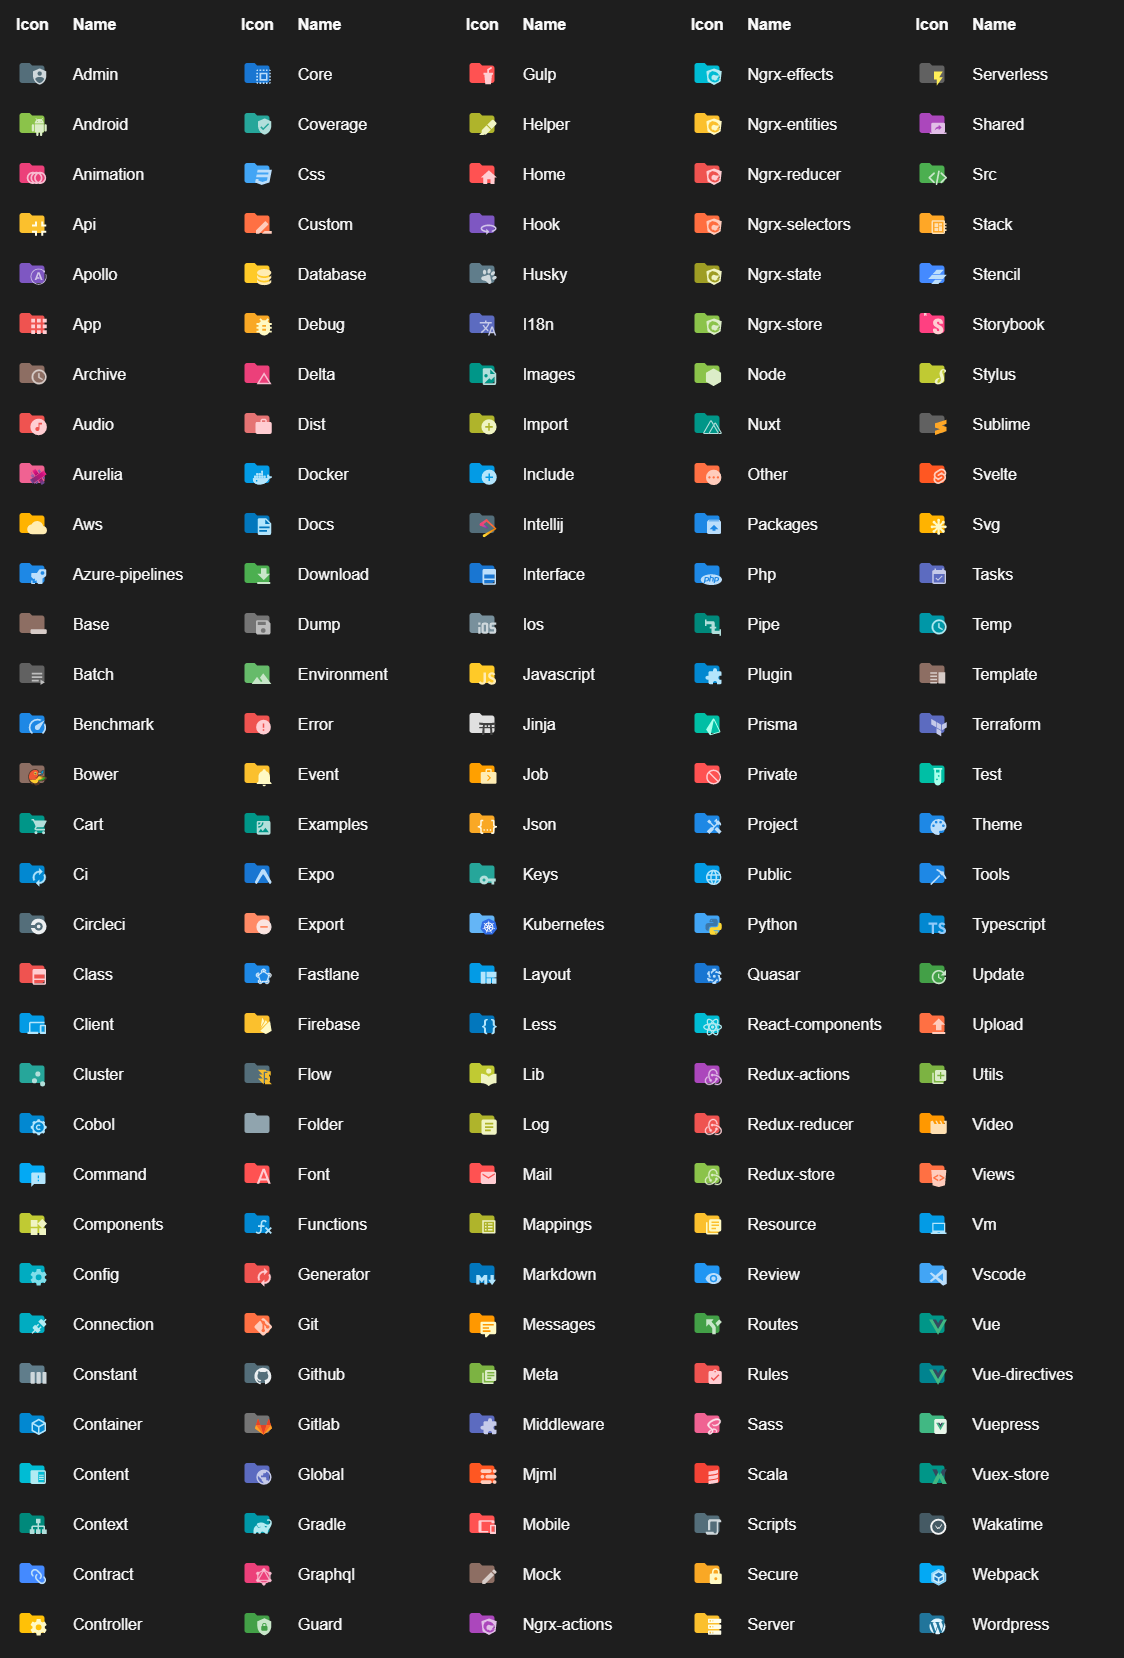 Icon Name Icon Name Icon Name Icon Name Icon Name
Admin Core Gulp Ngrx-effects Serverless
Android Coverage Helper Ngrx-entities Shared
Animation Css Home Ngrx-reducer Src
Api Custom Hook Ngrx-selectors Stack
Apollo Database Husky Ngrx-state Stencil
App Debug I18n Ngrx-store Storybook
Archive Delta Images Node Stylus
Audio Dist Import Nuxt Sublime
Aurelia Docker Include Other Svelte
Aws Docs Intellij Packages Svg
Azure-pipelines Download Interface Php Tasks
Base Dump Ios Pipe Temp
Batch Environment Javascript Plugin Template
Benchmark Error Jinja Prisma Terraform
Bower Event Job Private Test
Cart Examples Json Project Theme
Ci Expo Keys Public Tools
Circleci Export Kubernetes Python Typescript
Class Fastlane Layout Quasar Update
Client Firebase Less React-components Upload
Cluster Flow Lib Redux-actions Utils
Cobol Folder Log Redux-reducer Video
Command Font Mail Redux-store Views
Components Functions Mappings Resource Vm
Config Generator Markdown Review Vscode
Connection Git Messages Routes Vue
Constant Github Meta Rules Vue-directives
Container Gitlab Middleware Sass Vuepress
Content Global Mjml Scala Vuex-store
Context Gradle Mobile Scripts Wakatime
Contract Graphql Mock Secure Webpack
Controller Guard Ngrx-actions Server Wordpress